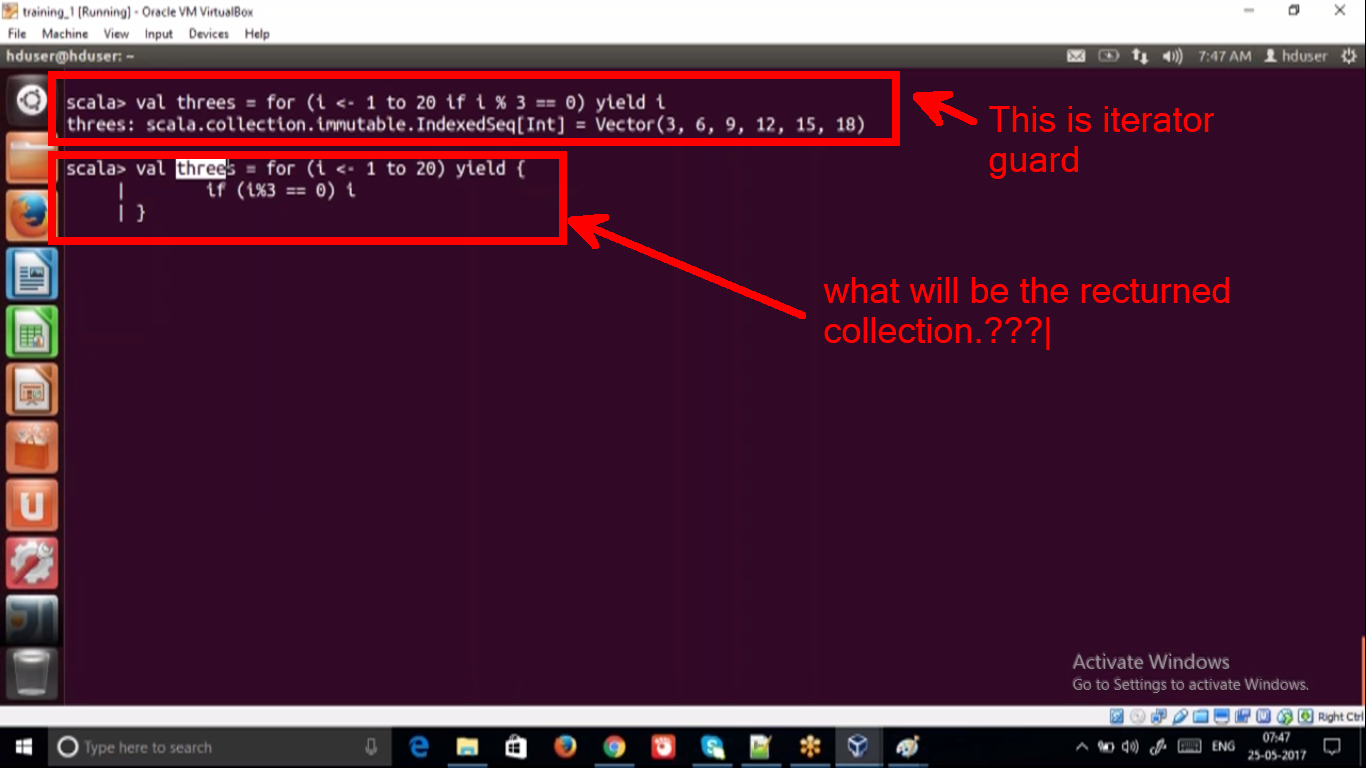 training_1 [Running] - Oracle VM VirtualBox
File Machine View Input Devices Help
hduser@hduser: ~ 7:47 AM hduser
scala> val threes = for (i <- 1 to 20 if i % 3 == 0) yield i
threes: scala.collection.immutable.IndexedSeq[Int] = Vector(3, 6, 9, 12, 15, 18)
This is iterator
guard
scala> val threes = for (i <- 1 to 20) yield {
| if (i%3 == 0) i
| }
what will be the recturned
collection.???|
Activate Windows
Go to Settings to activate Windows.
Right Ctrl
Type here to search
ENG
07:47
25-05-2017